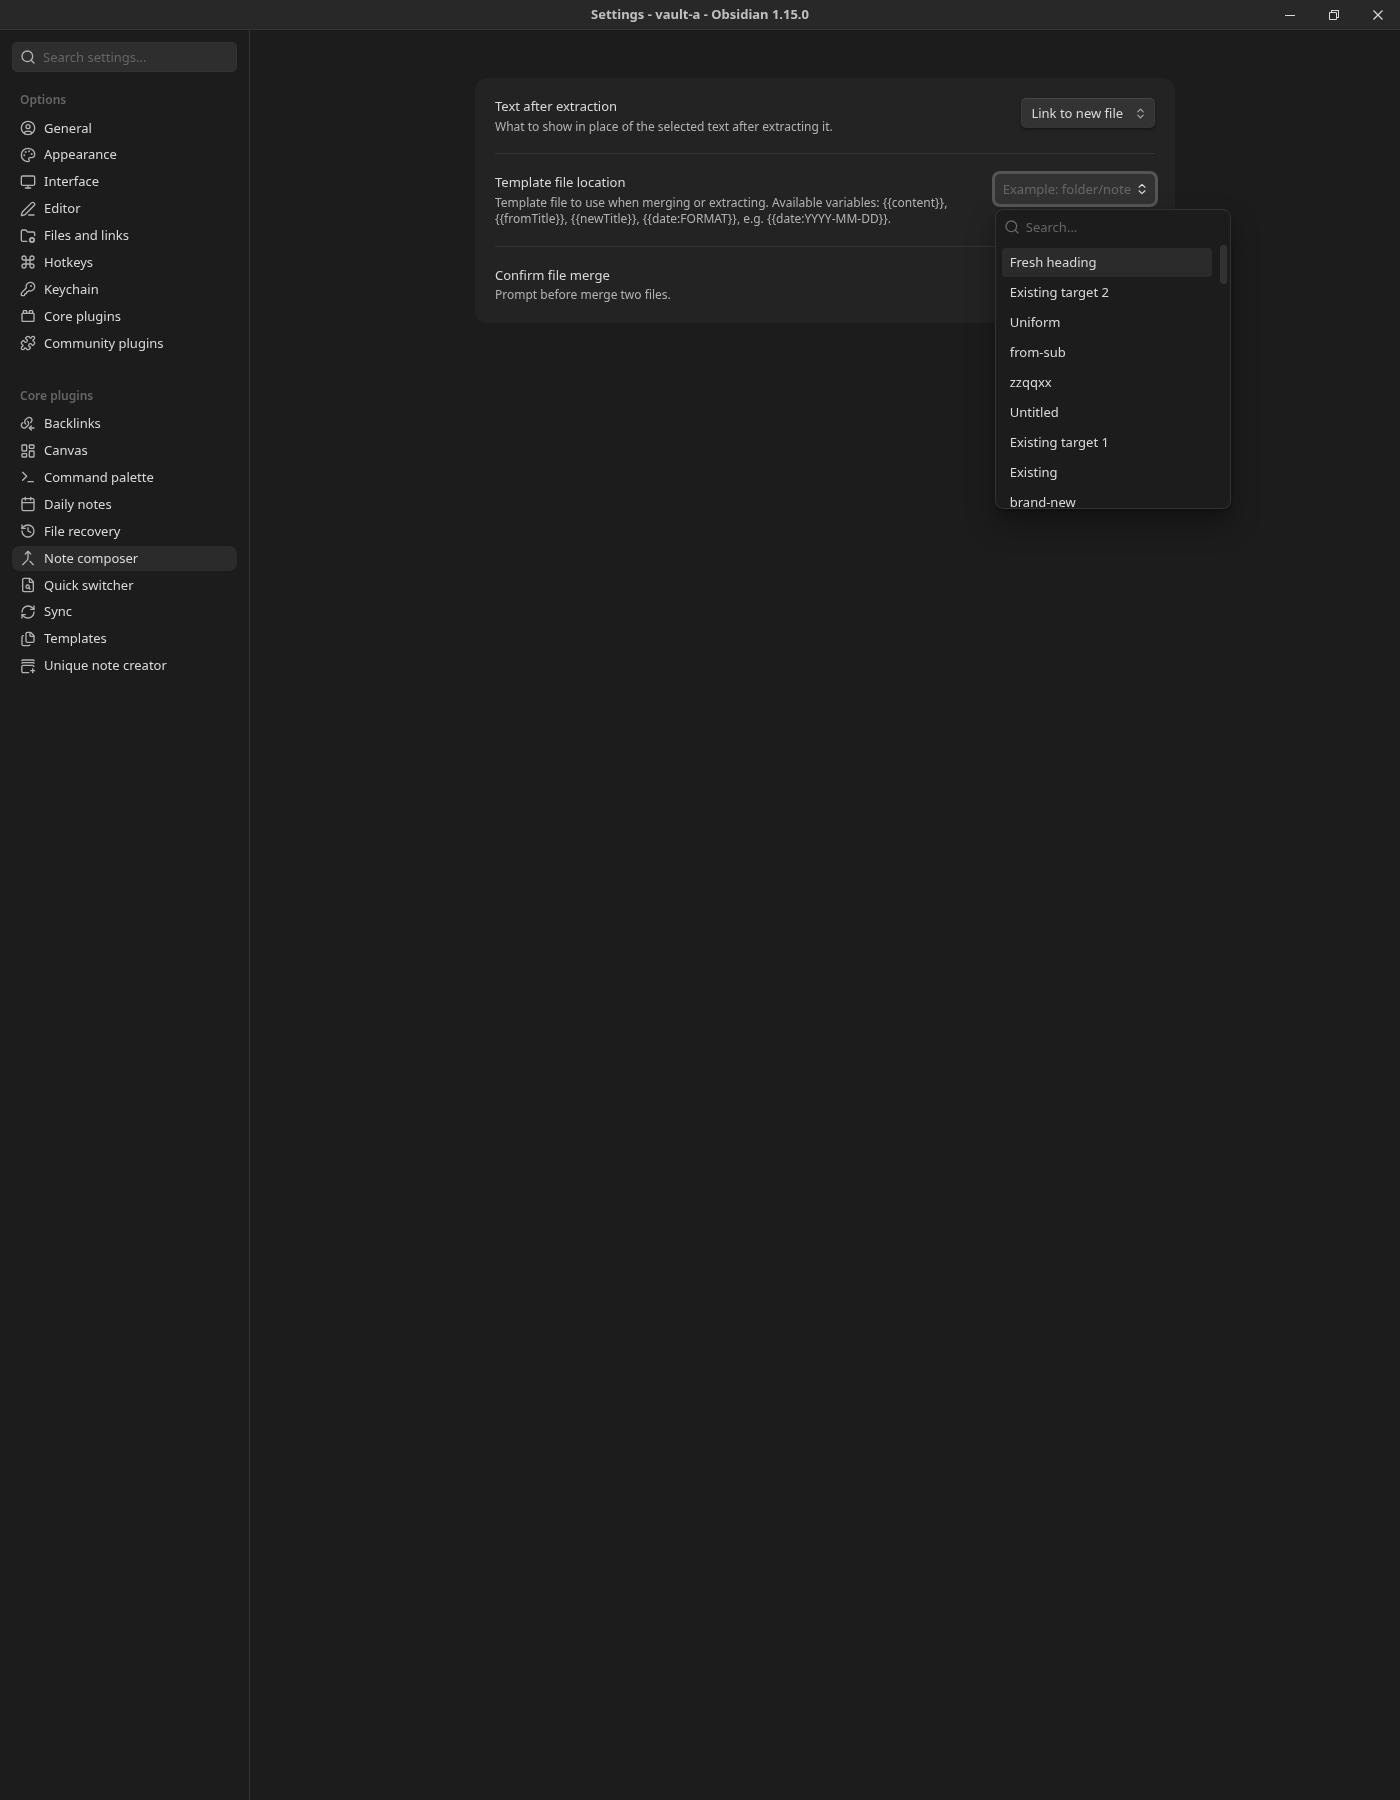 Settings - vault-a - Obsidian 1.15.0
Search settings...
Options
General
Appearance
Interface
Editor
Files and links
Hotkeys
Keychain
Core plugins
Community plugins
Core plugins
Backlinks
Canvas
Command palette
Daily notes
File recovery
Note composer
Quick switcher
Sync
Templates
Unique note creator
Text after extraction
What to show in place of the selected text after extracting it.
Link to new file
Template file location
Template file to use when merging or extracting. Available variables: {{content}},
{{fromTitle}}, {{newTitle}}, {{date:FORMAT}}, e.g. {{date:YYYY-MM-DD}}.
Example: folder/note
Confirm file merge
Prompt before merge two files.
Search...
Fresh heading
Existing target 2
Uniform
from-sub
zzqqxx
Untitled
Existing target 1
Existing
brand-new